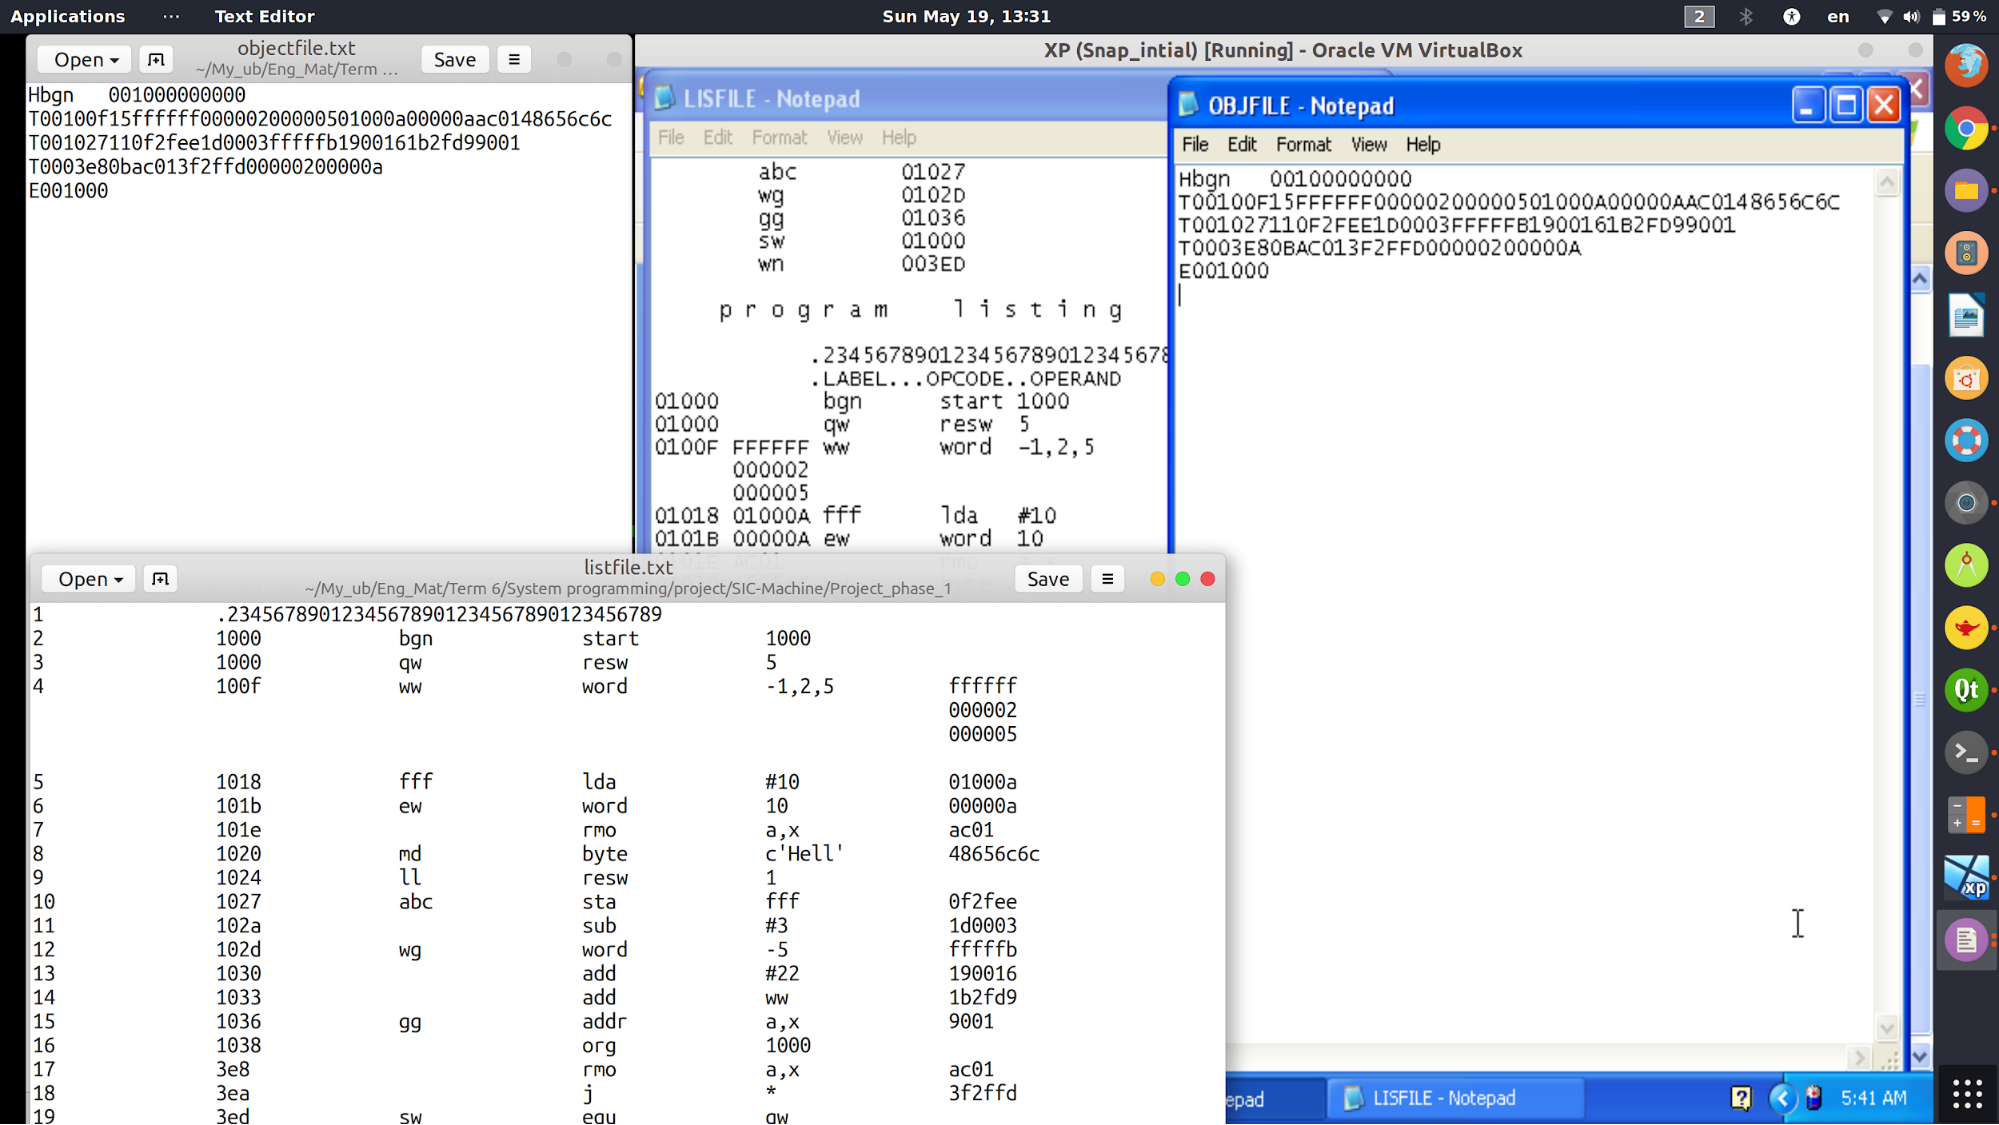 Applications ··· Text Editor Sun May 19, 13:31 2 en 59 %
Open objectfile.txt Save
~/My_ub/Eng_Mat/Term ...
Hbgn 001000000000
T00100f15ffffff00000200000501000a00000aac0148656c6c
T001027110f2fee1d0003fffffb1900161b2fd99001
T0003e80bac013f2ffd00000200000a
E001000
XP (Snap_intial) [Running] - Oracle VM VirtualBox
LISFILE - Notepad
File Edit Format View Help
abc 01027
wg 0102D
gg 01036
sw 01000
wn 003ED
p r o g r a m l i s t i n g
.234567890123456789012345678
.LABEL...OPCODE..OPERAND
01000 bgn start 1000
01000 qw resw 5
0100F FFFFFF ww word -1,2,5
000002
000005
01018 01000A fff lda #10
0101B 00000A ew word 10
OBJFILE - Notepad
File Edit Format View Help
Hbgn 00100000000
T00100F15FFFFFF00000200000501000A00000AAC0148656C6C
T001027110F2FEE1D0003FFFFFB1900161B2FD99001
T0003E80BAC013F2FFD00000200000A
E001000
Open listfile.txt Save
~/My_ub/Eng_Mat/Term 6/System programming/project/SIC-Machine/Project_phase_1
1 .23456789012345678901234567890123456789
2 1000 bgn start 1000
3 1000 qw resw 5
4 100f ww word -1,2,5 ffffff
000002
000005
5 1018 fff lda #10 01000a
6 101b ew word 10 00000a
7 101e rmo a,x ac01
8 1020 md byte c'Hell' 48656c6c
9 1024 ll resw 1
10 1027 abc sta fff 0f2fee
11 102a sub #3 1d0003
12 102d wg word -5 fffffb
13 1030 add #22 190016
14 1033 add ww 1b2fd9
15 1036 gg addr a,x 9001
16 1038 org 1000
17 3e8 rmo a,x ac01
18 3ea j * 3f2ffd
19 3ed sw equ qw
epad LISFILE - Notepad 5:41 AM
Qt
xp